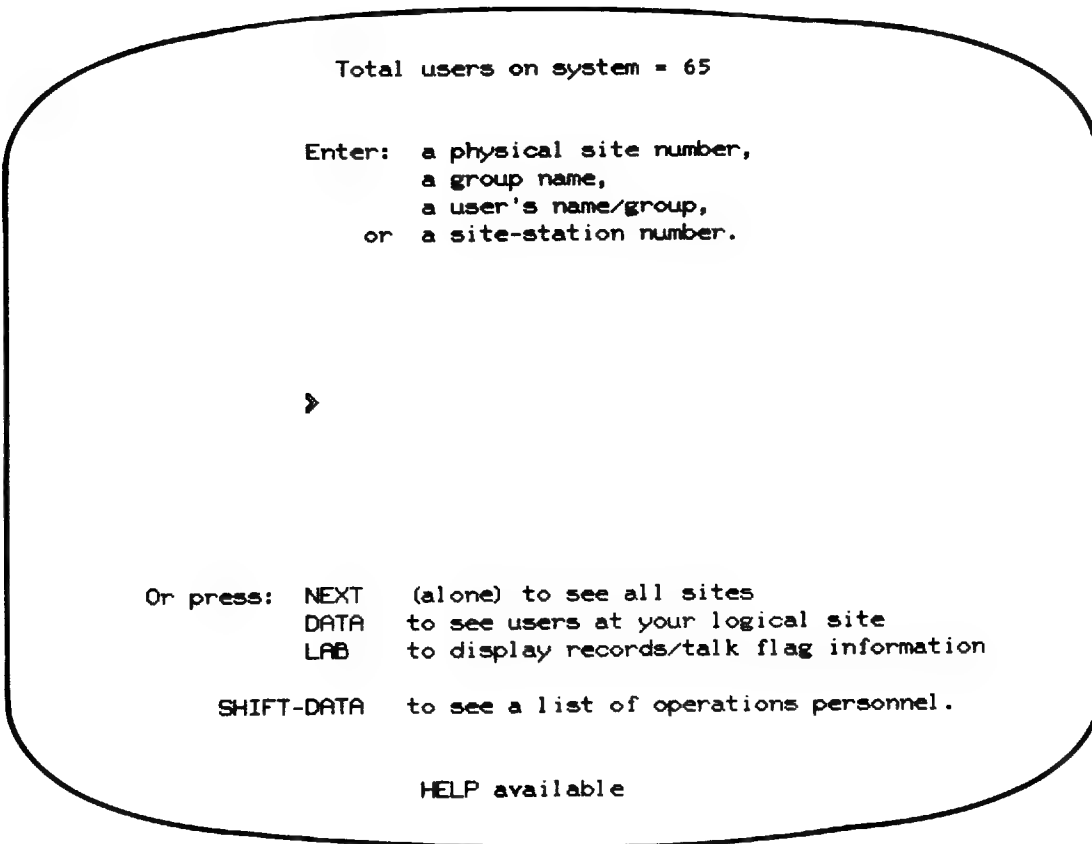 Total users on system = 65
Enter: a physical site number,
a group name,
a user's name/group,
or a site-station number.
>
Or press: NEXT (alone) to see all sites
DATA to see users at your logical site
LAB to display records/talk flag information
SHIFT-DATA to see a list of operations personnel.
HELP available